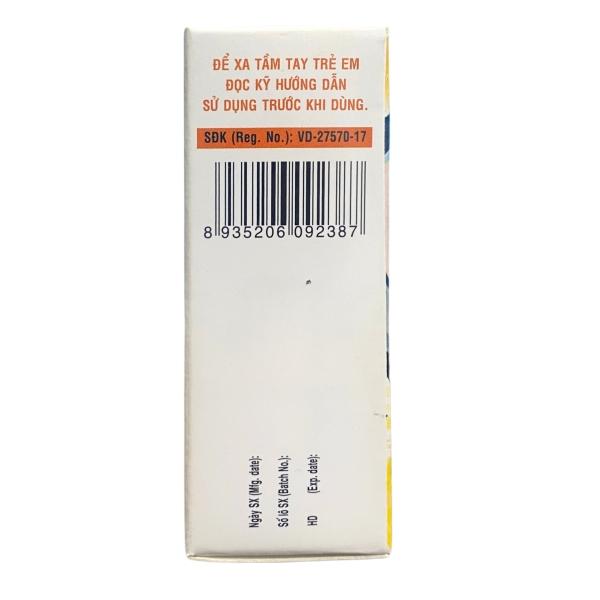 ĐỂ XA TẦM TAY TRẺ EM
ĐỌC KỸ HƯỚNG DẪN
SỬ DỤNG TRƯỚC KHI DÙNG.
SĐK (Reg. No.): VD-27570-17
8 935206 092387
Ngày SX (Mfg. date):
Số lô SX (Batch No.):
HD (Exp. date):